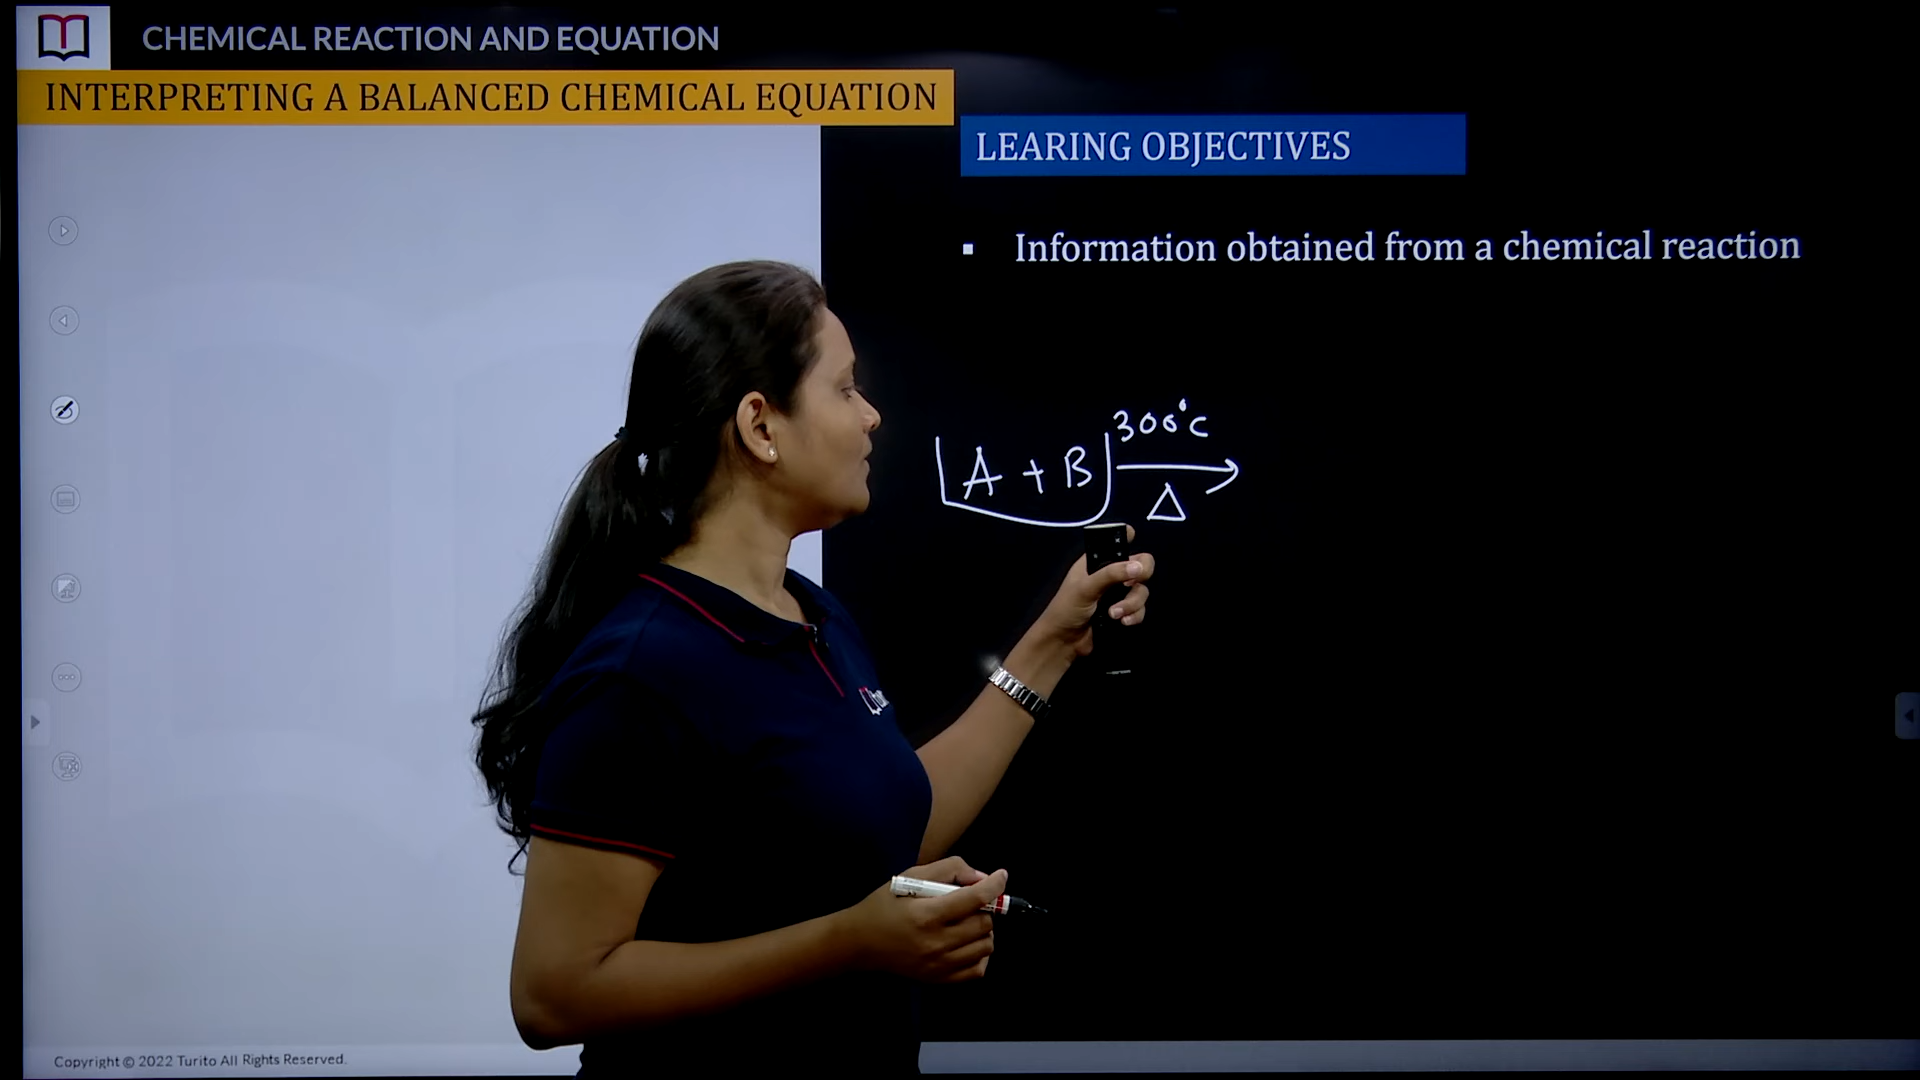 CHEMICAL REACTION AND EQUATION
INTERPRETING A BALANCED CHEMICAL EQUATION
LEARING OBJECTIVES
▪ Information obtained from a chemical reaction
A + B 300°C
Δ
Copyright © 2022 Turito All Rights Reserved.